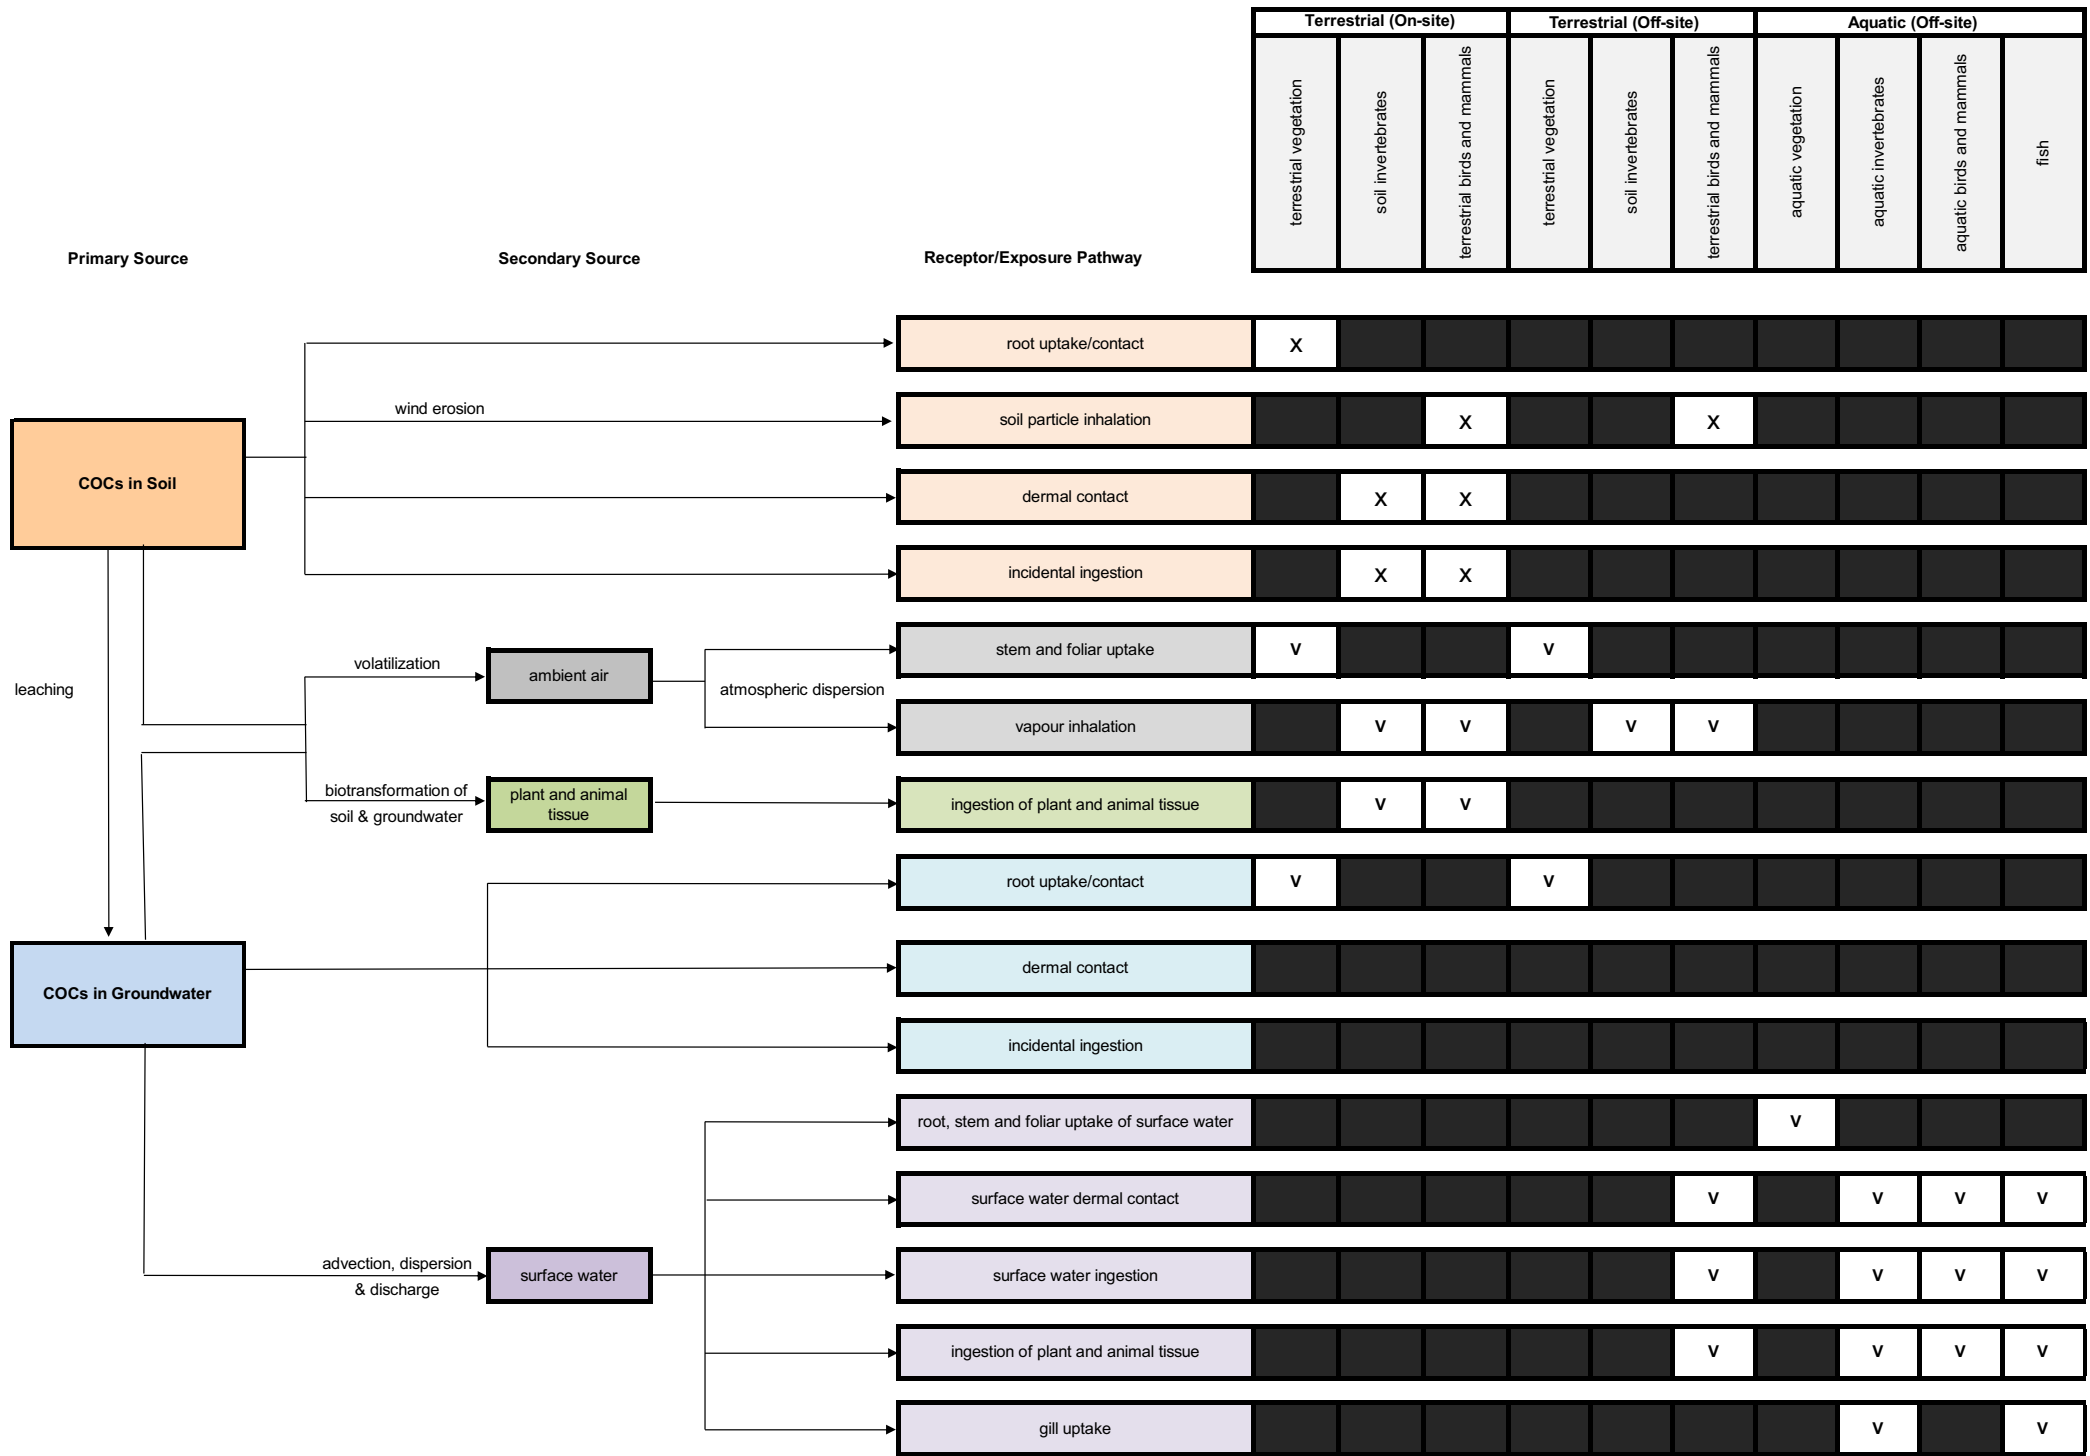 Terrestrial (On-site) Terrestrial (Off-site) Aquatic (Off-site)
terrestrial vegetation
soil invertebrates
terrestrial birds and mammals
terrestrial vegetation
soil invertebrates
terrestrial birds and mammals
aquatic vegetation
aquatic invertebrates
aquatic birds and mammals
fish
Primary Source Secondary Source Receptor/Exposure Pathway
root uptake/contact X
wind erosion soil particle inhalation X X
COCs in Soil
dermal contact X X
incidental ingestion X X
volatilization ambient air stem and foliar uptake V V
leaching atmospheric dispersion
vapour inhalation V V V V
biotransformation of
soil & groundwater
plant and animal
tissue
ingestion of plant and animal tissue V V
root uptake/contact V V
dermal contact
COCs in Groundwater
incidental ingestion
root, stem and foliar uptake of surface water V
surface water dermal contact V V V V
advection, dispersion
& discharge
surface water surface water ingestion V V V V
ingestion of plant and animal tissue V V V V
gill uptake V V